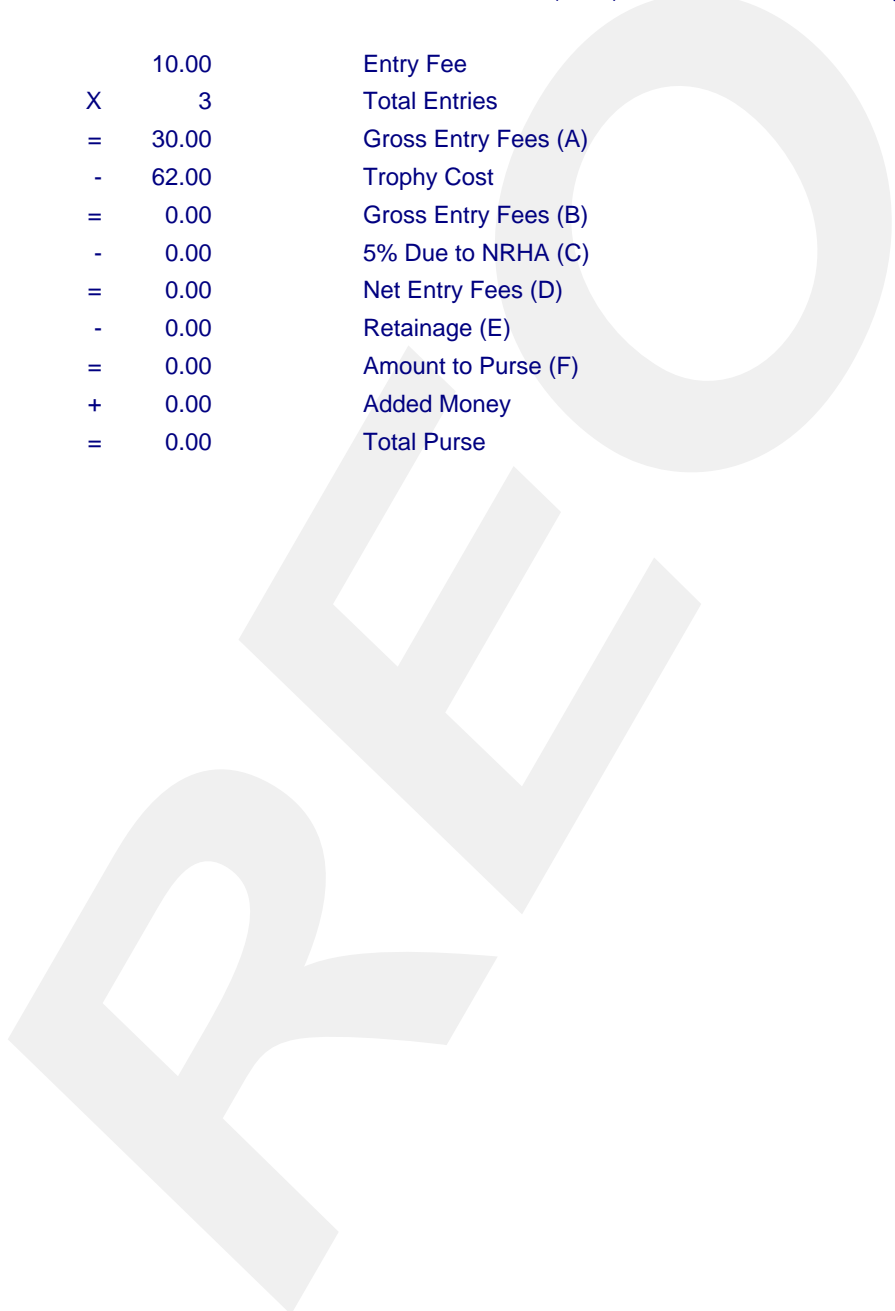 10.00 Entry Fee
X 3 Total Entries
= 30.00 Gross Entry Fees (A)
- 62.00 Trophy Cost
= 0.00 Gross Entry Fees (B)
- 0.00 5% Due to NRHA (C)
= 0.00 Net Entry Fees (D)
- 0.00 Retainage (E)
= 0.00 Amount to Purse (F)
+ 0.00 Added Money
= 0.00 Total Purse
REO